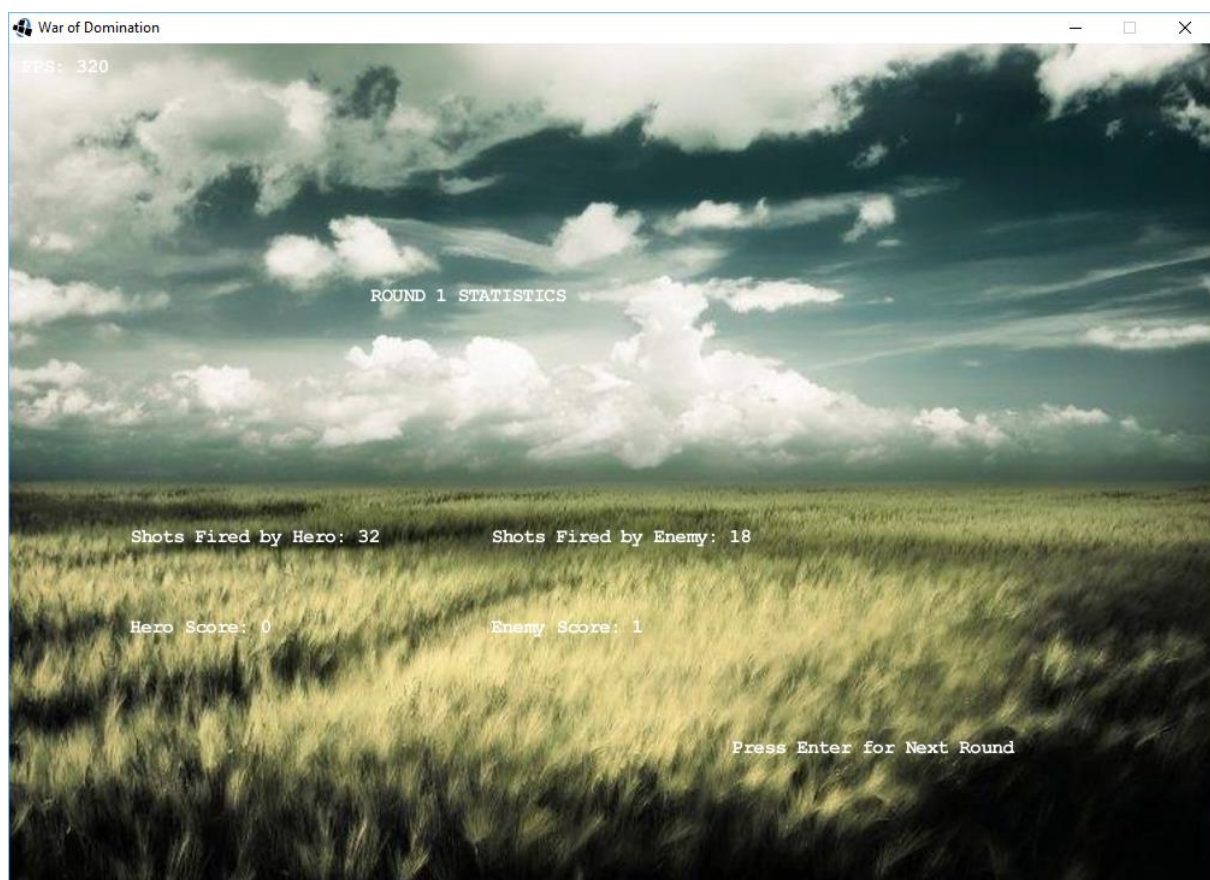 War of Domination
FPS: 320
ROUND 1 STATISTICS
Shots Fired by Hero: 32 Shots Fired by Enemy: 18
Hero Score: 0 Enemy Score: 1
Press Enter for Next Round